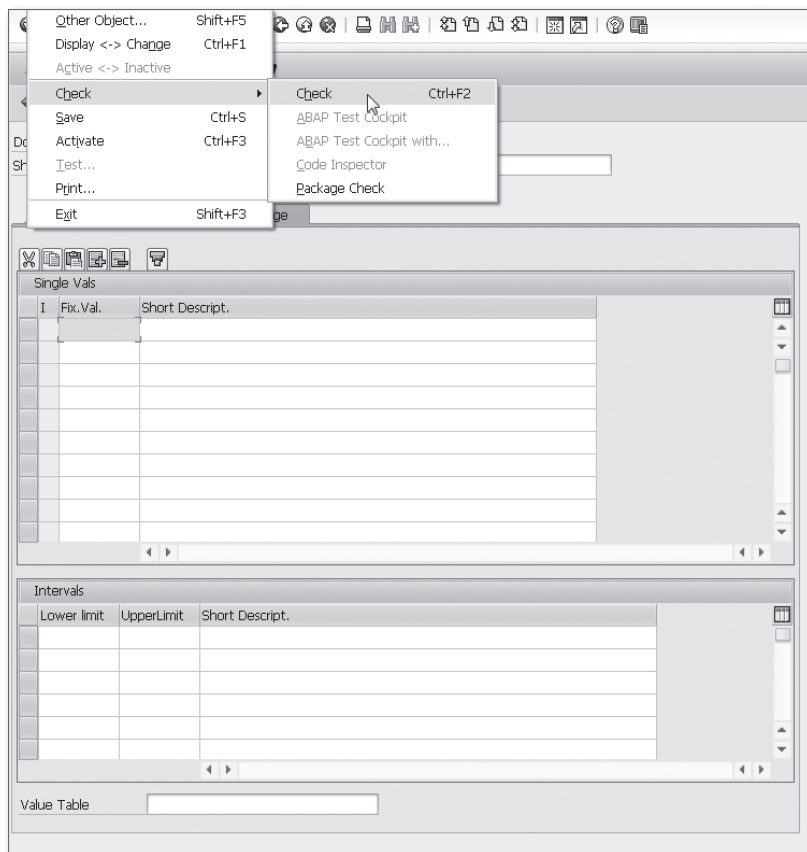 Other Object... Shift+F5
Display <-> Change Ctrl+F1
Active <-> Inactive
Check
Save Ctrl+S
Activate Ctrl+F3
Test...
Print...
Exit Shift+F3
Check Ctrl+F2
ABAP Test Cockpit
ABAP Test Cockpit with...
Code Inspector
Package Check
Single Vals
I Fix.Val. Short Descript.
Intervals
Lower limit UpperLimit Short Descript.
Value Table